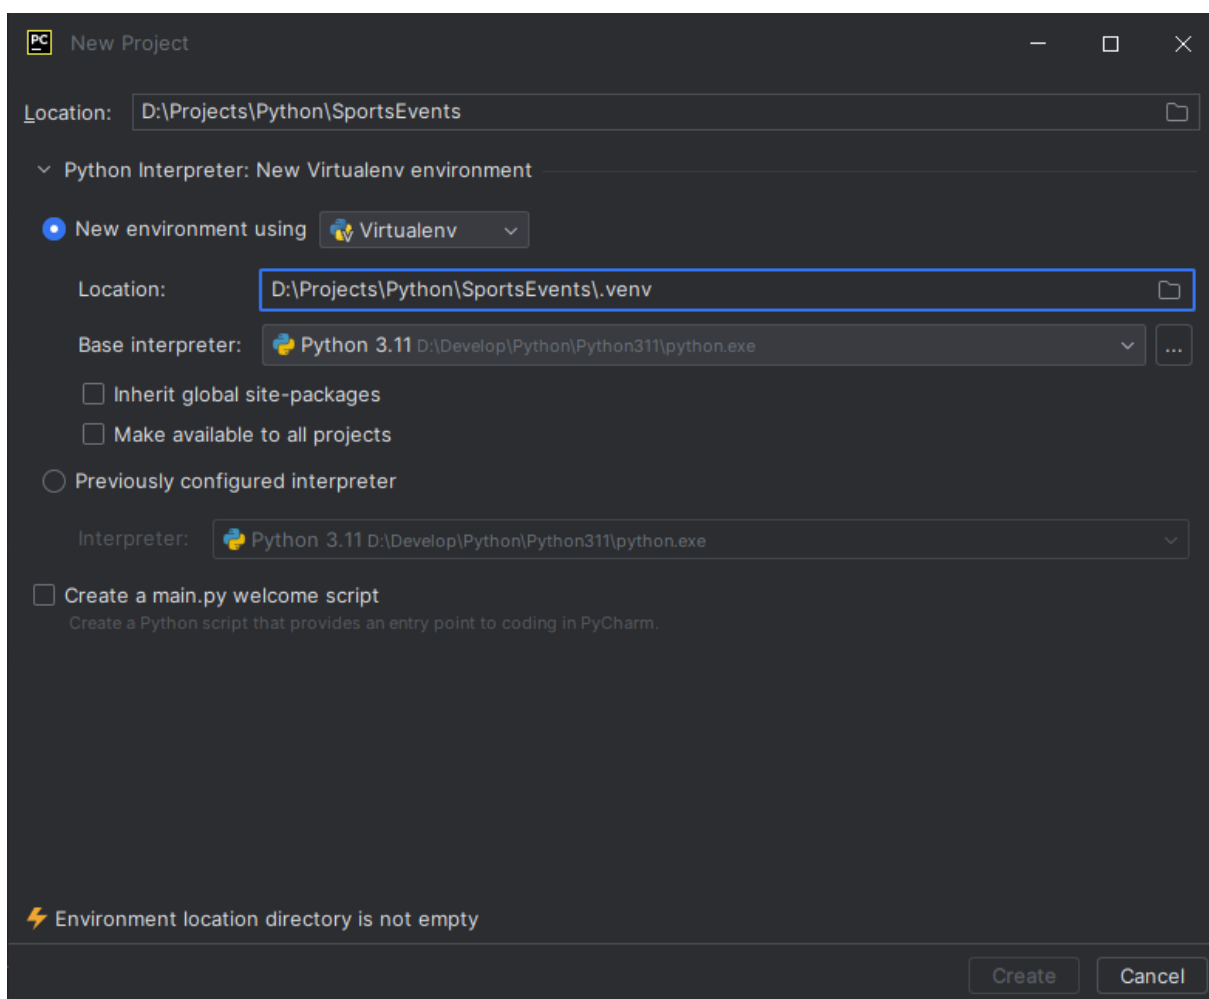 PC New Project
Location: D:\Projects\Python\SportsEvents
Python Interpreter: New Virtualenv environment
New environment using Virtualenv
Location: D:\Projects\Python\SportsEvents\.venv
Base interpreter: Python 3.11 D:\Develop\Python\Python311\python.exe ...
Inherit global site-packages
Make available to all projects
Previously configured interpreter
Interpreter: Python 3.11 D:\Develop\Python\Python311\python.exe
Create a main.py welcome script
Create a Python script that provides an entry point to coding in PyCharm.
Environment location directory is not empty
Create Cancel